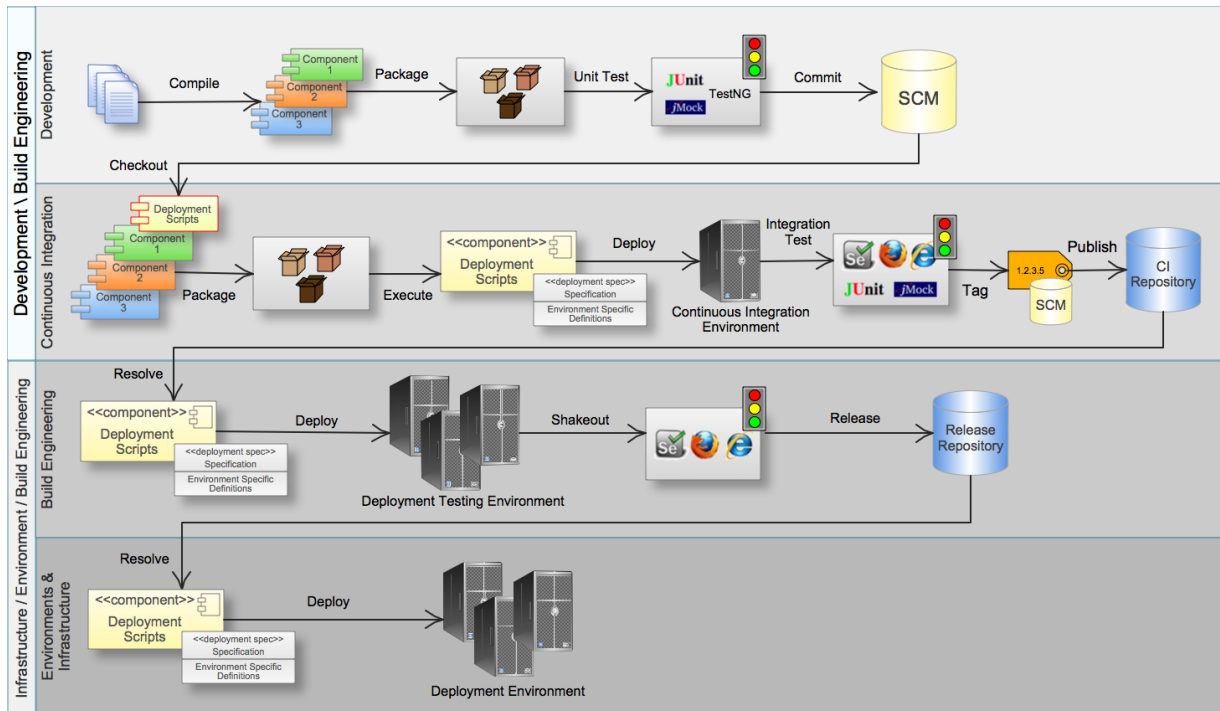 Development \ Build Engineering
Infrastructure / Environment / Build Engineering
Development
Compile
Component
1
Component
2
Component
3
Package
Unit Test
JUnit
TestNG
jMock
Commit
SCM
Checkout
Continuous Integration
Deployment
Scripts
Component
1
Component
2
Component
3
Package
Execute
<<component>>
Deployment
Scripts
<<deployment spec>>
Specification
Environment Specific
Definitions
Deploy
Continuous Integration
Environment
Integration
Test
Se
JUnit
jMock
Tag
1.2.3.5
SCM
Publish
CI
Repository
Build Engineering
Resolve
<<component>>
Deployment
Scripts
<<deployment spec>>
Specification
Environment Specific
Definitions
Deploy
Deployment Testing Environment
Shakeout
Se
Release
Release
Repository
Environments &
Infrastructure
Resolve
<<component>>
Deployment
Scripts
<<deployment spec>>
Specification
Environment Specific
Definitions
Deploy
Deployment Environment